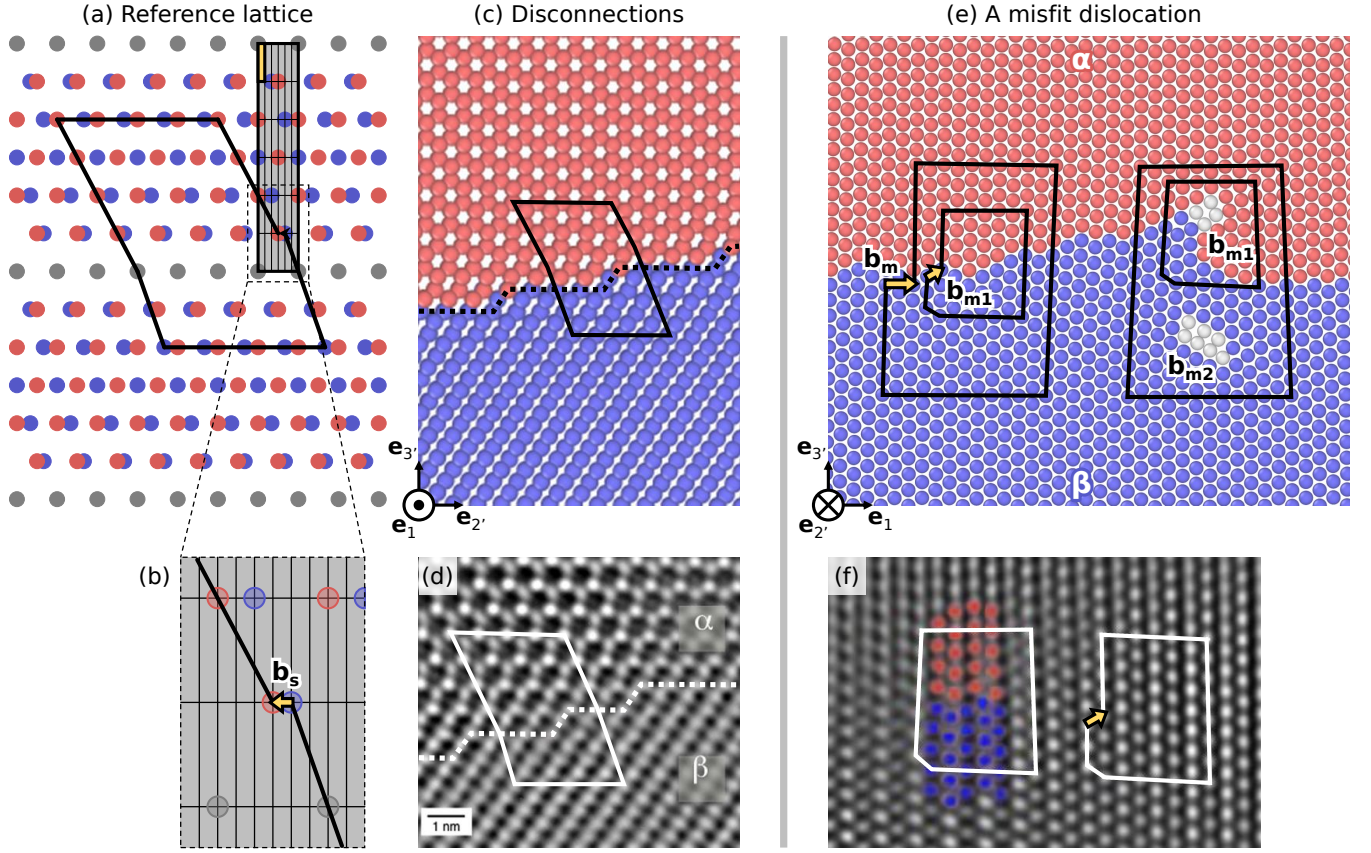 (a) Reference lattice
(c) Disconnections
(e) A misfit dislocation
α
b_m
b_m1
b_m1
b_m2
β
e_3'
e_2'
e_1
e_3'
e_1
e_2'
(b)
b_s
(d)
α
β
1 nm
(f)